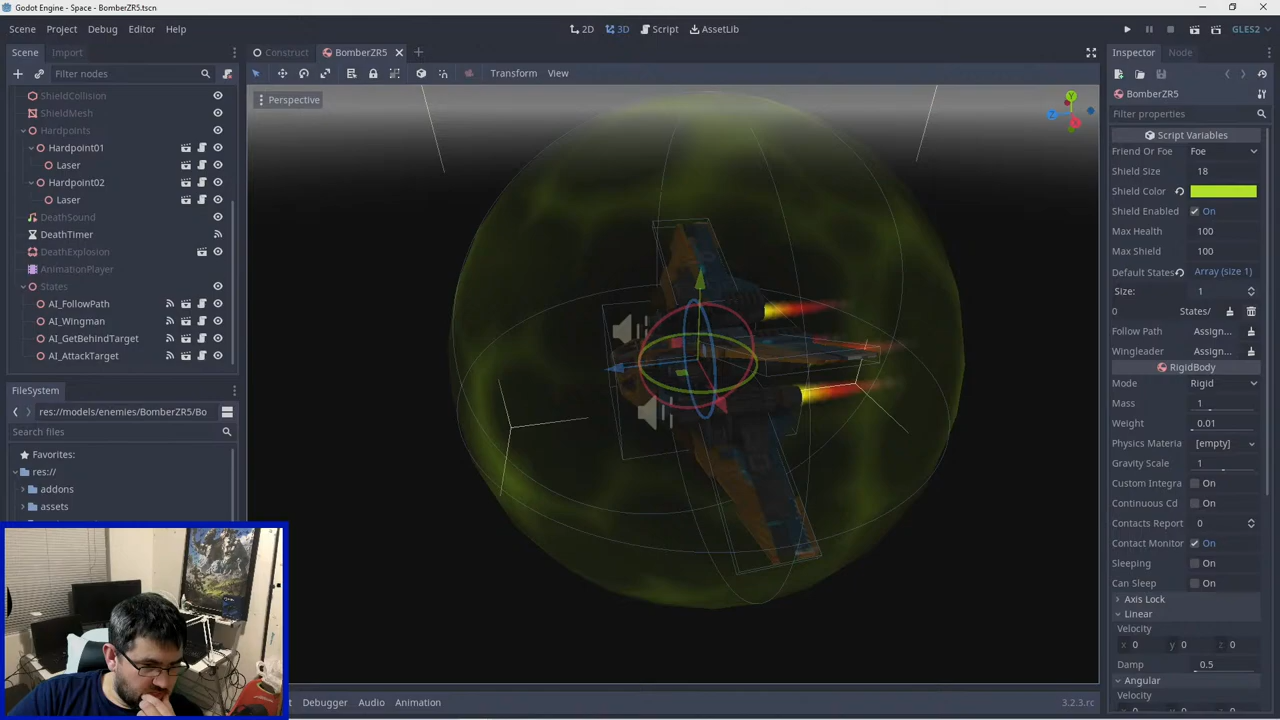 Godot Engine - Space - BomberZR5.tscn
Scene Project Debug Editor Help
2D 3D Script AssetLib
GLES2
Scene Import
Filter nodes
ShieldCollision
ShieldMesh
Hardpoints
Hardpoint01
Laser
Hardpoint02
Laser
DeathSound
DeathTimer
DeathExplosion
AnimationPlayer
States
AI_FollowPath
AI_Wingman
AI_GetBehindTarget
AI_AttackTarget
FileSystem
res://models/enemies/BomberZR5/Bo
Search files
Favorites:
res://
addons
assets
Construct BomberZR5
Transform View
Perspective
Y
Z
X
t Debugger Audio Animation
3.2.3.rc
Inspector Node
BomberZR5
Filter properties
Script Variables
Friend Or Foe Foe
Shield Size 18
Shield Color
Shield Enabled On
Max Health 100
Max Shield 100
Default States Array (size 1)
Size: 1
0 States/
Follow Path Assign...
Wingleader Assign...
RigidBody
Mode Rigid
Mass 1
Weight 0.01
Physics Materia [empty]
Gravity Scale 1
Custom Integra On
Continuous Cd On
Contacts Report 0
Contact Monitor On
Sleeping On
Can Sleep On
Axis Lock
Linear
Velocity
x 0 y 0 z 0
Damp 0.5
Angular
Velocity